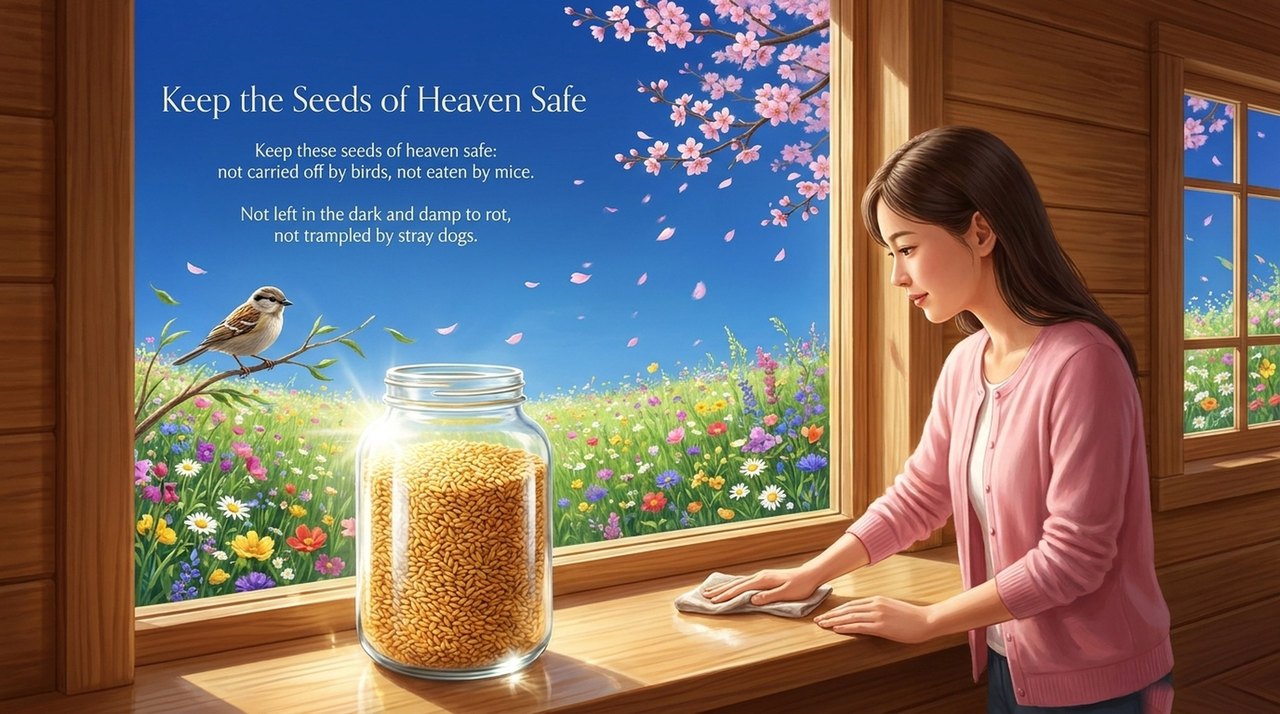 Keep the Seeds of Heaven Safe
Keep these seeds of heaven safe:
not carried off by birds, not eaten by mice.
Not left in the dark and damp to rot,
not trampled by stray dogs.